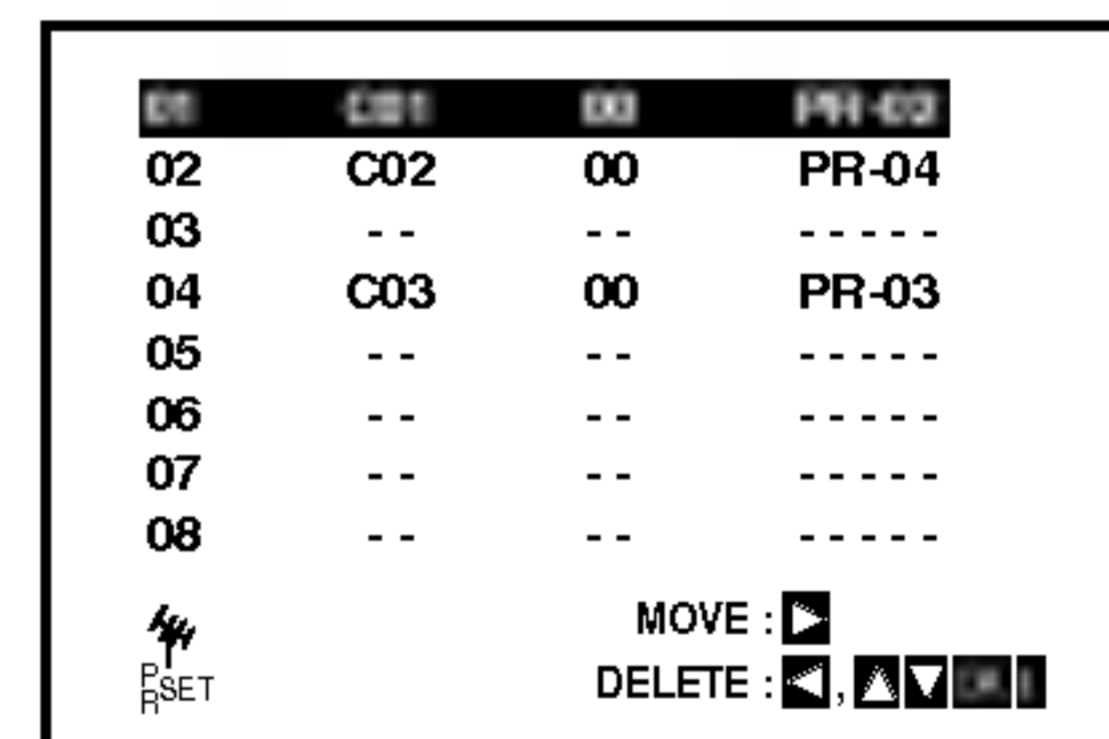 02 C02 00 PR-04
03 -- -- -----
04 C03 00 PR-03
05 -- -- -----
06 -- -- -----
07 -- -- -----
08 -- -- -----
MOVE : ▷
PR SET
DELETE : ◁, △▽